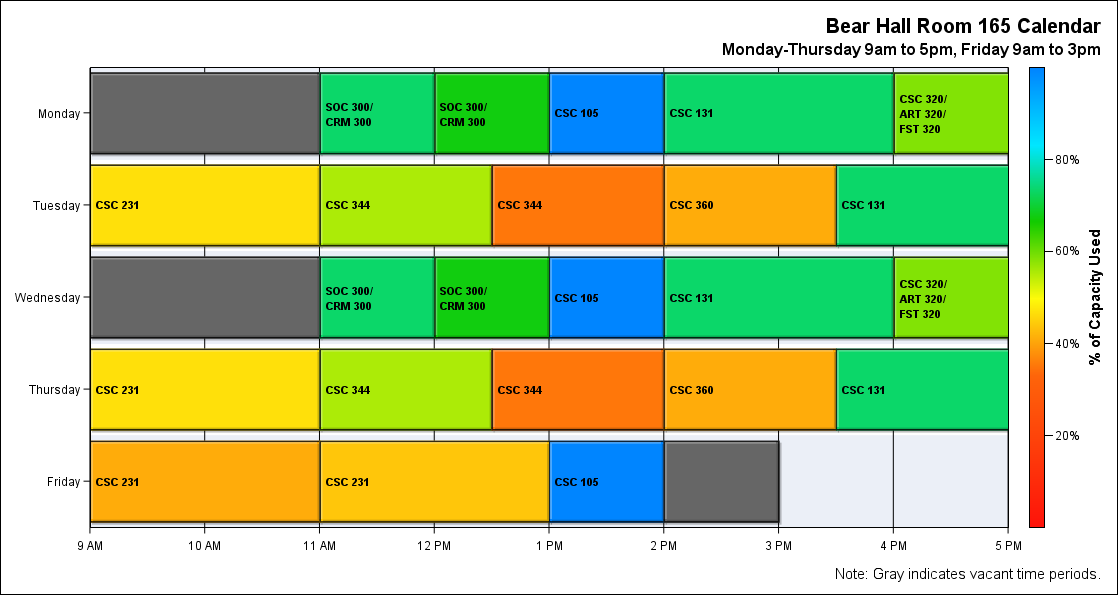 Bear Hall Room 165 Calendar
Monday-Thursday 9am to 5pm, Friday 9am to 3pm
Monday
SOC 300/
CRM 300
SOC 300/
CRM 300
CSC 105
CSC 131
CSC 320/
ART 320/
FST 320
Tuesday
CSC 231
CSC 344
CSC 344
CSC 360
CSC 131
Wednesday
SOC 300/
CRM 300
SOC 300/
CRM 300
CSC 105
CSC 131
CSC 320/
ART 320/
FST 320
Thursday
CSC 231
CSC 344
CSC 344
CSC 360
CSC 131
Friday
CSC 231
CSC 231
CSC 105
9 AM
10 AM
11 AM
12 PM
1 PM
2 PM
3 PM
4 PM
5 PM
80%
60%
40%
20%
% of Capacity Used
Note: Gray indicates vacant time periods.